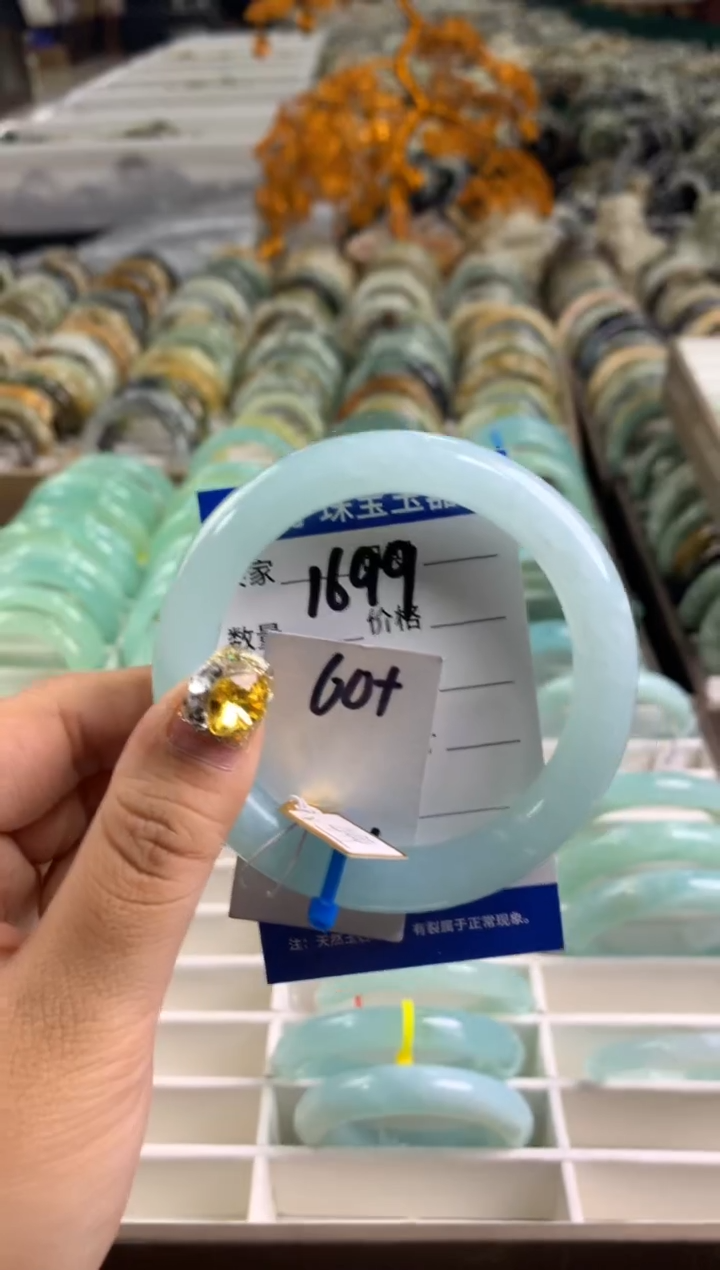 珠宝玉器
家
1699
数量
价格
60+
注：天然玉
有裂属于正常现象。